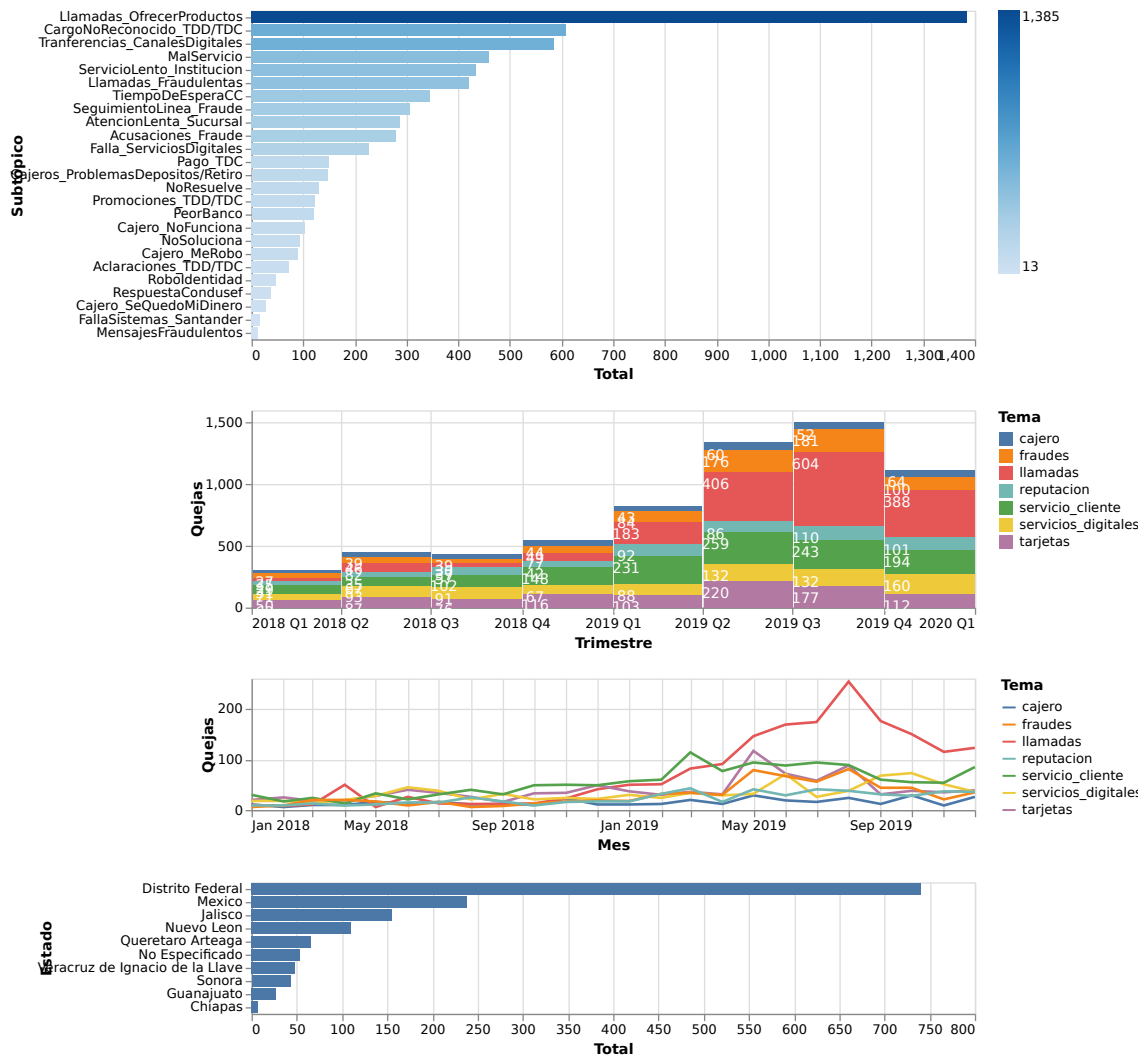 Subtópico
Llamadas_OfrecerProductos
CargoNoReconocido_TDD/TDC
Tranferencias_CanalesDigitales
MalServicio
ServicioLento_Institucion
Llamadas_Fraudulentas
TiempoDeEsperaCC
SeguimientoLinea_Fraude
AtencionLenta_Sucursal
Acusaciones_Fraude
Falla_ServiciosDigitales
Pago_TDC
Cajeros_ProblemasDepositos/Retiro
NoResuelve
Promociones_TDD/TDC
PeorBanco
Cajero_NoFunciona
NoSoluciona
Cajero_MeRobo
Aclaraciones_TDD/TDC
RoboIdentidad
RespuestaCondusef
Cajero_SeQuedoMiDinero
FallaSistemas_Santander
MensajesFraudulentos
0 100 200 300 400 500 600 700 800 900 1,000 1,100 1,200 1,300 1,400
Total
1,385
13
Quejas
1,500
1,000
500
0
44
67
116
43
84
183
92
231
88
103
60
176
406
86
259
132
220
52
181
604
110
243
132
177
64
100
388
101
194
160
112
39
102
91
2018 Q1 2018 Q2 2018 Q3 2018 Q4 2019 Q1 2019 Q2 2019 Q3 2019 Q4 2020 Q1
Trimestre
Tema
cajero
fraudes
llamadas
reputacion
servicio_cliente
servicios_digitales
tarjetas
Quejas
200
100
0
Jan 2018 May 2018 Sep 2018 Jan 2019 May 2019 Sep 2019
Mes
Tema
cajero
fraudes
llamadas
reputacion
servicio_cliente
servicios_digitales
tarjetas
Estado
Distrito Federal
Mexico
Jalisco
Nuevo Leon
Queretaro Arteaga
No Especificado
Veracruz de Ignacio de la Llave
Sonora
Guanajuato
Chiapas
0 50 100 150 200 250 300 350 400 450 500 550 600 650 700 750 800
Total